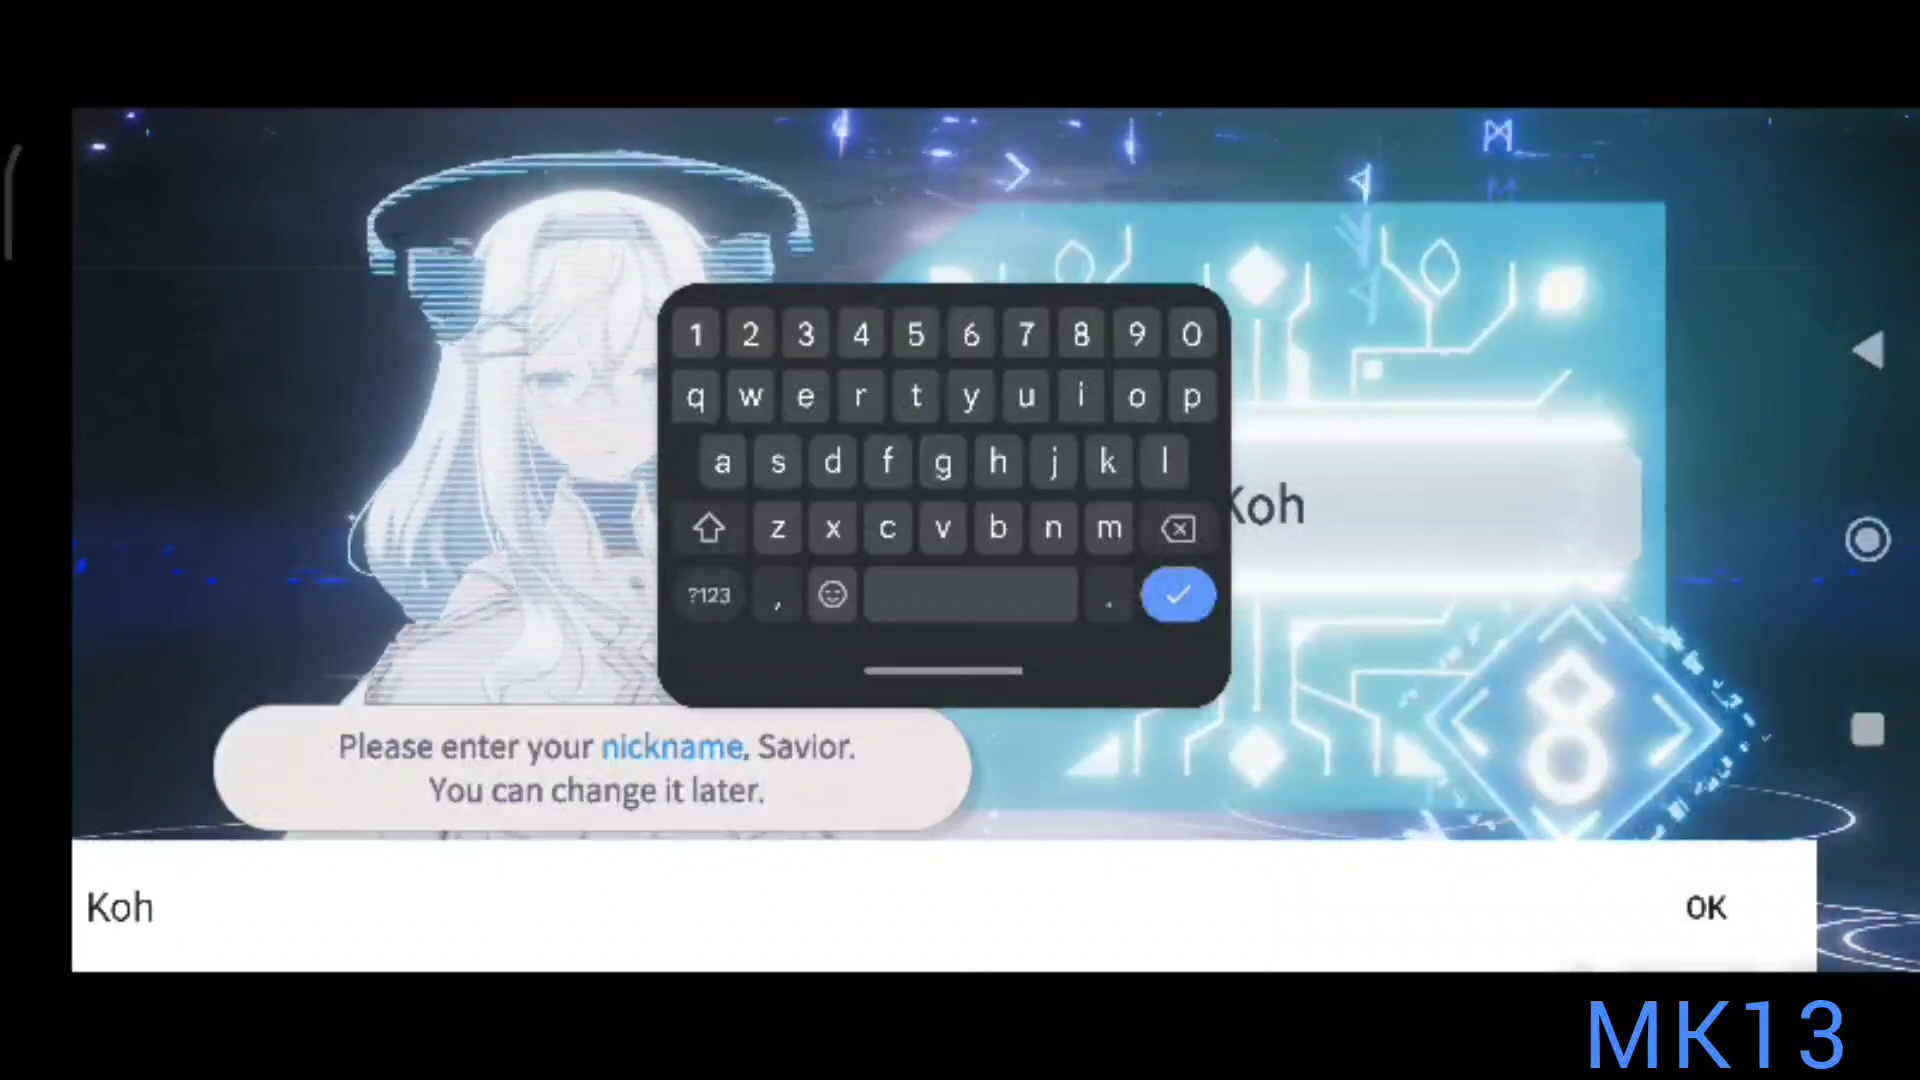 1 2 3 4 5 6 7 8 9 0
q w e r t y u i o p
a s d f g h j k l
z x c v b n m
?123 , .
Koh
Please enter your nickname, Savior.
You can change it later.
Koh
OK
MK13